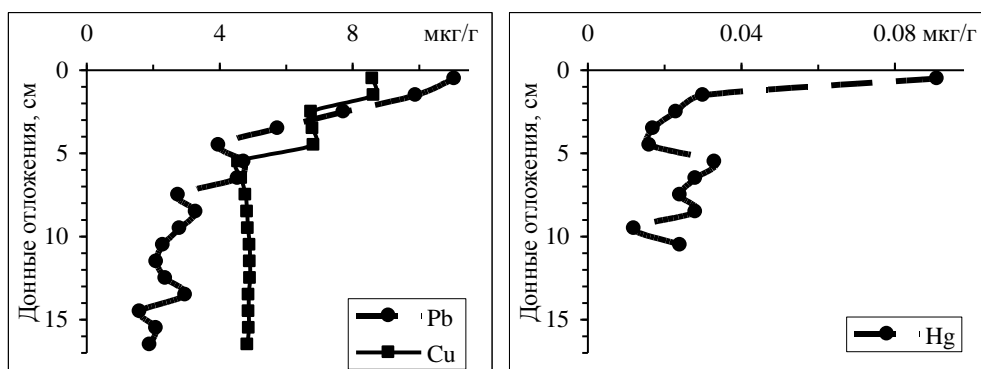 0 4 8 мкг/г
0
5
10
15
Донные отложения, см
Pb
Cu
0 0.04 0.08 мкг/г
0
5
10
15
Донные отложения, см
Hg